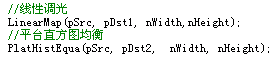 //线性调光
LinearMap(pSrc, pDst1, nWidth,nHeight);
//平台直方图均衡
PlatHistEqua(pSrc, pDst2,  nWidth, nHeight);